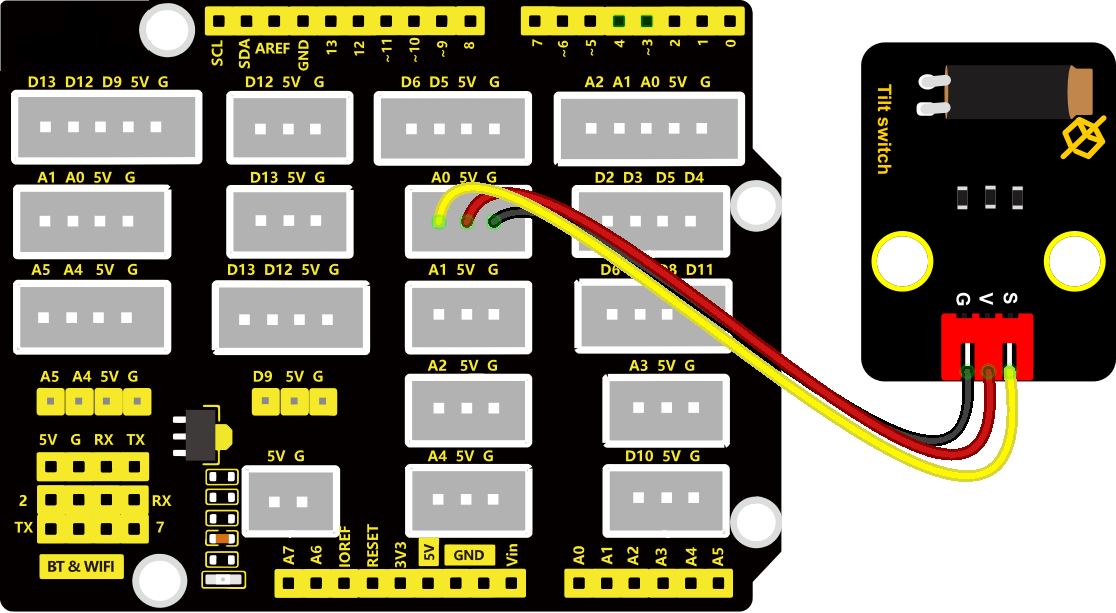 SCL SDA AREF GND 13 12 ~11 ~10 ~9 8
7 ~6 ~5 4 ~3 2 1 0
D13 D12 D9 5V G
D12 5V G
D6 D5 5V G
A2 A1 A0 5V G
Tilt switch
A1 A0 5V G
D13 5V G
A0 5V G
D2 D3 D5 D4
A5 A4 5V G
D13 D12 5V G
A1 5V G
D8 D11
G V S
A5 A4 5V G
D9 5V G
A2 5V G
A3 5V G
5V G RX TX
2 RX
TX 7
5V G
A4 5V G
D10 5V G
BT & WIFI
A7 A6 IOREF RESET 3V3 5V GND Vin
A0 A1 A2 A3 A4 A5